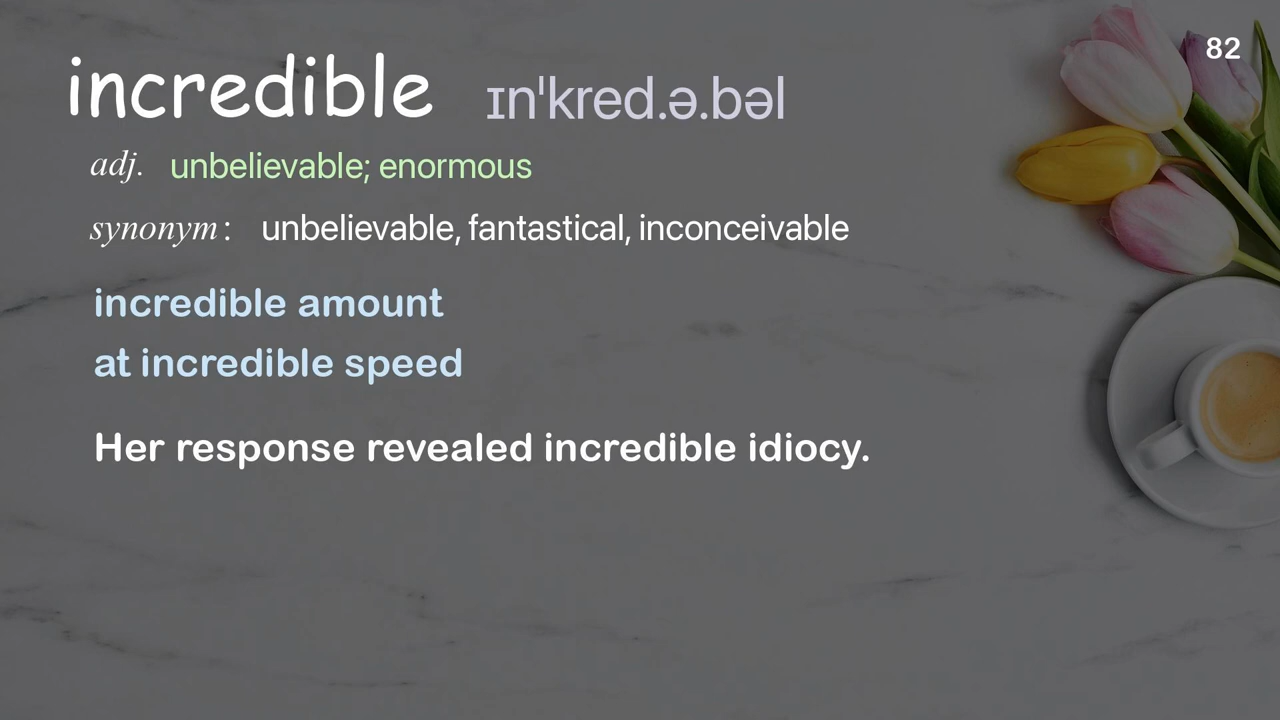 82
incredible ɪnˈkred.ə.bəl
adj. unbelievable; enormous
synonym: unbelievable, fantastical, inconceivable
incredible amount
at incredible speed
Her response revealed incredible idiocy.